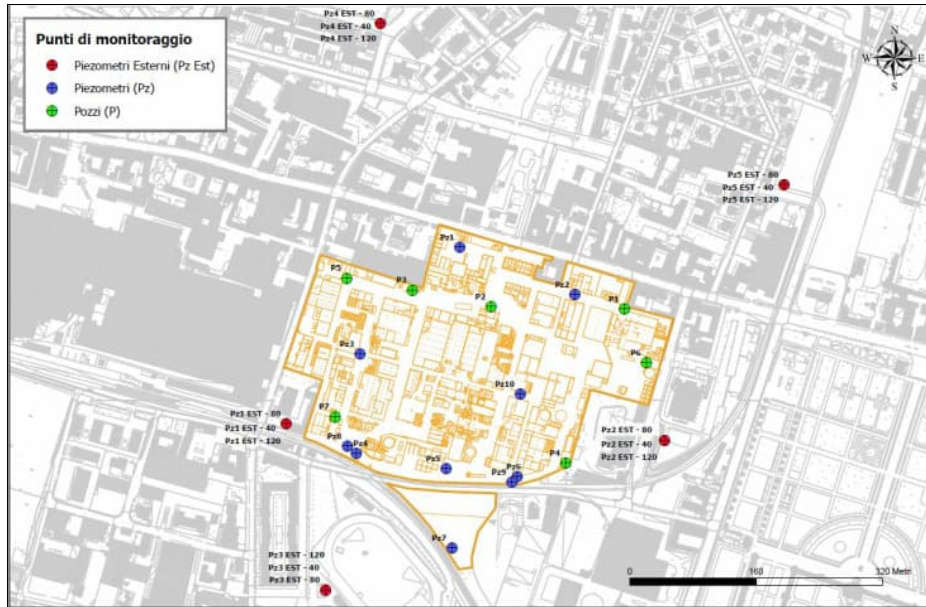 Punti di monitoraggio
Piezometri Esterni (Pz Est)
Piezometri (Pz)
Pozzi (P)
Pz4 EST - 80
Pz4 EST - 40
Pz4 EST - 120
N
W E
S
Pz5 EST - 80
Pz5 EST - 40
Pz5 EST - 120
Pz1
P5
P3
Pz2
P2
P1
Pz3
P6
Pz10
P7
Pz1 EST - 80
Pz1 EST - 40
Pz1 EST - 120
Pz8
Pz4
Pz2 EST - 80
Pz2 EST - 40
Pz2 EST - 120
P4
Pz5
Pz6
Pz9
Pz7
Pz3 EST - 120
Pz3 EST - 40
Pz3 EST - 80
0 160 320 Metri